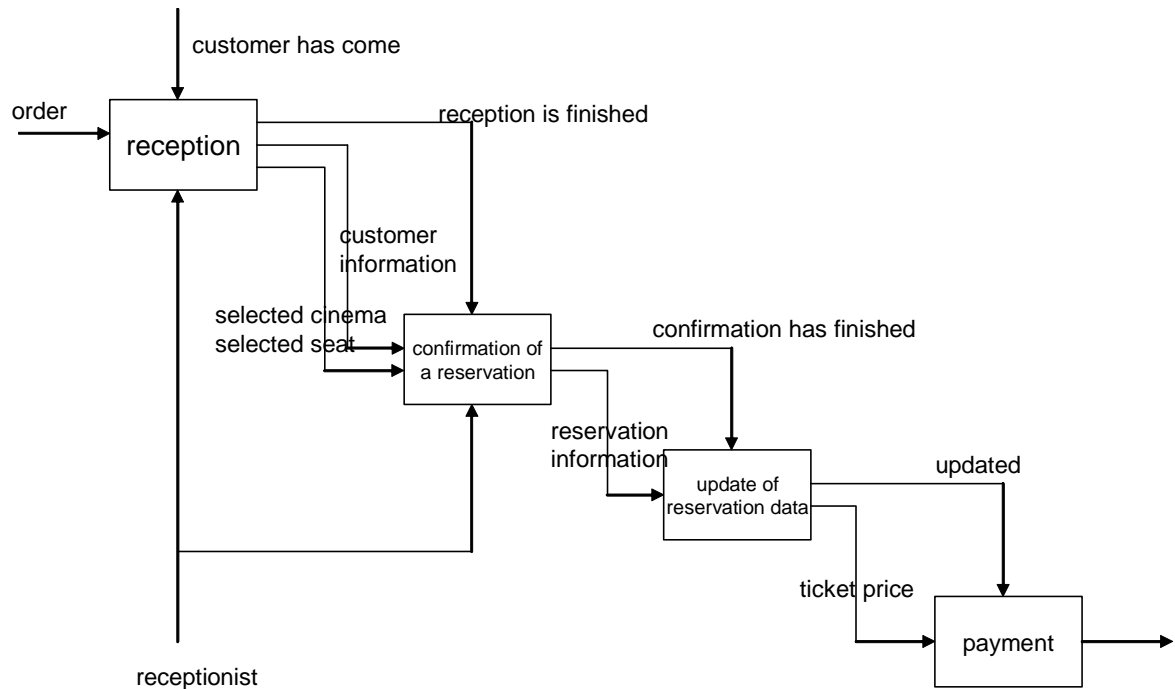 customer has come
order
reception is finished
reception
customer
information
selected cinema
selected seat
confirmation has finished
confirmation of
a reservation
reservation
information
updated
update of
reservation data
ticket price
payment
receptionist